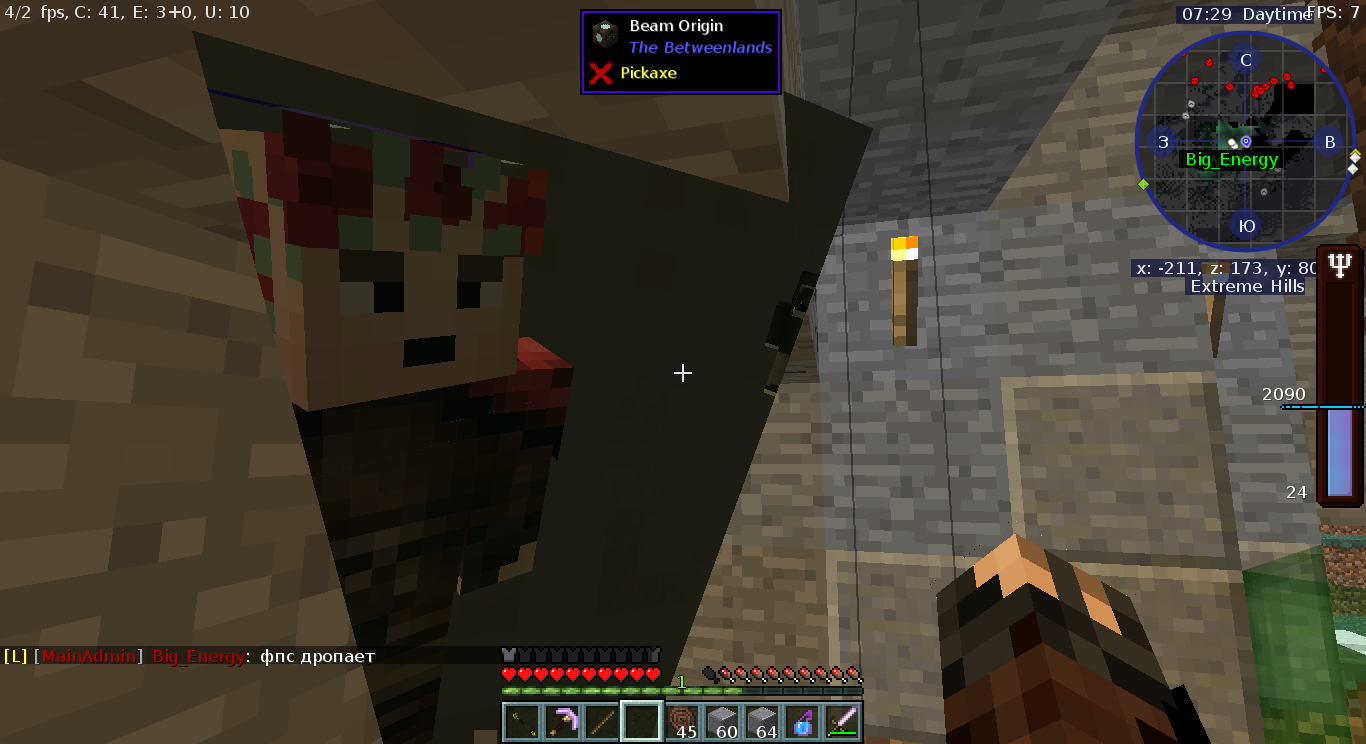 4/2 fps, C: 41, E: 3+0, U: 10
Beam Origin
The Betweenlands
Pickaxe
07:29 Daytime
FPS: 7
С
З
В
Big_Energy
Ю
x: -211, z: 173, y: 80
Extreme Hills
2090
24
[L] [MainAdmin] Big_Energy: фпс дропает
1
45
60
64